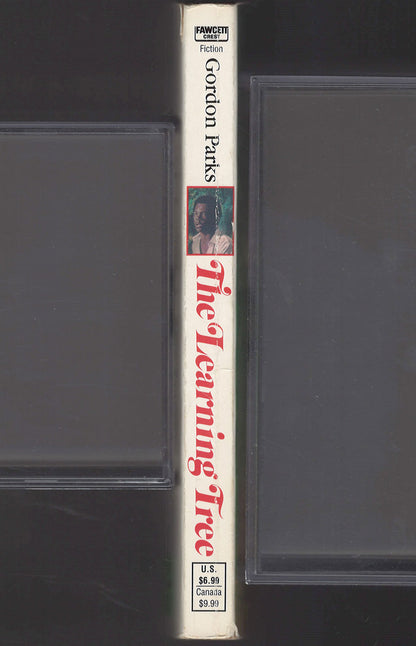 FAWCETT
CREST
Fiction
Gordon Parks
The Learning Tree
U.S.
$6.99
Canada
$9.99